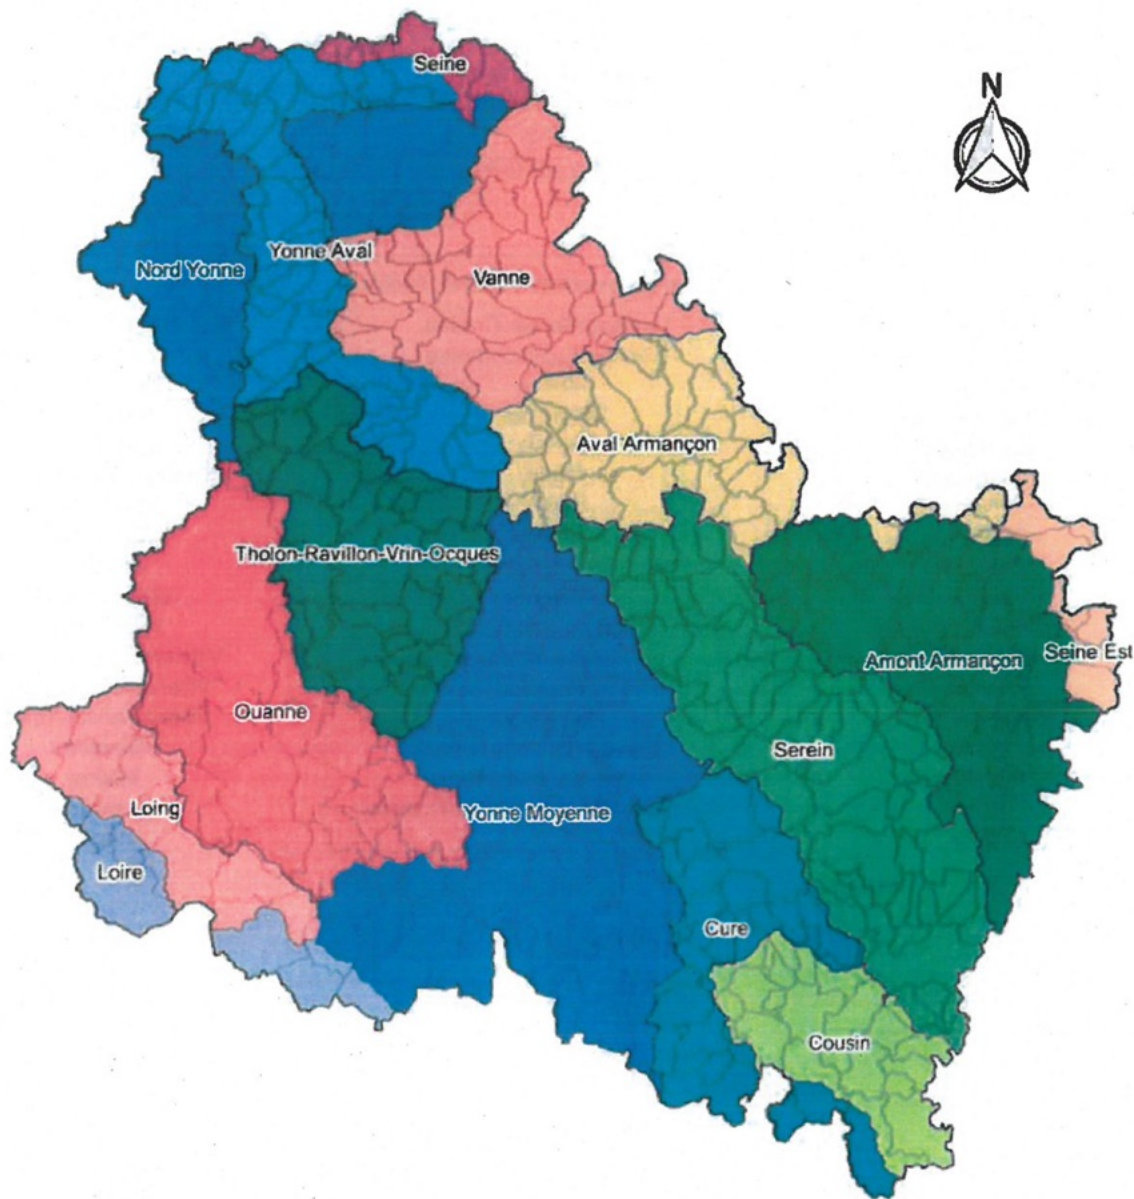 Seine
N
Yonne Aval
Nord Yonne
Vanne
Aval Armançon
Tholon-Ravillon-Vrin-Ocques
Seine Est
Amont Armançon
Ouanne
Serein
Loing
Yonne Moyenne
Loire
Cure
Cousin